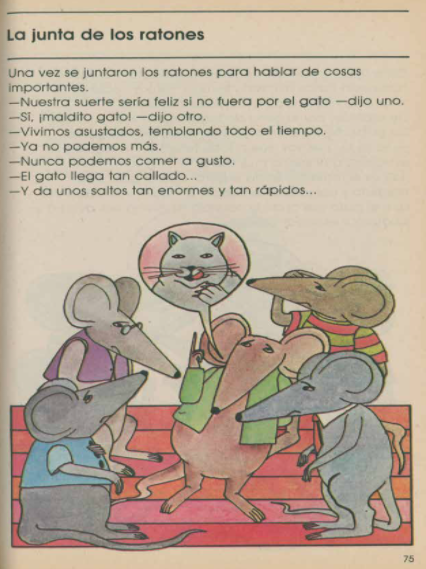 La junta de los ratones
Una vez se juntaron los ratones para hablar de cosas
importantes.
—Nuestra suerte sería feliz si no fuera por el gato —dijo uno.
—Sí, ¡maldito gato! —dijo otro.
—Vivimos asustados, temblando todo el tiempo.
—Ya no podemos más.
—Nunca podemos comer a gusto.
—El gato llega tan callado...
—Y da unos saltos tan enormes y tan rápidos...
75